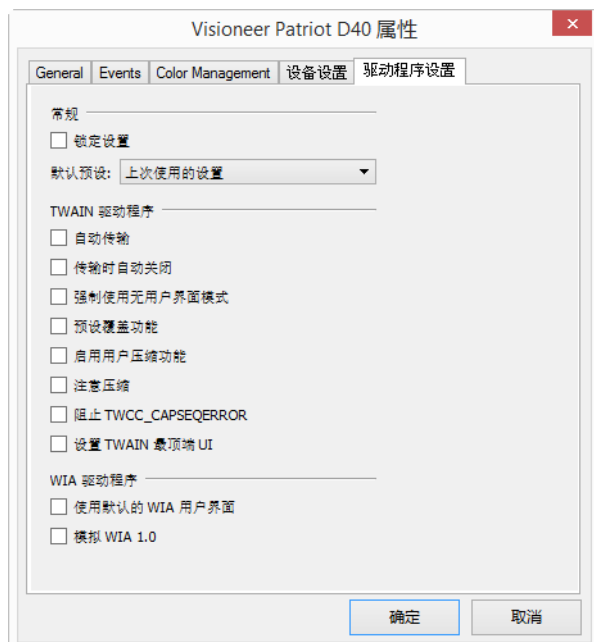 Visioneer Patriot D40 属性
General Events Color Management 设备设置 驱动程序设置
常规
锁定设置
默认预设: 上次使用的设置
TWAIN 驱动程序
自动传输
传输时自动关闭
强制使用无用户界面模式
预设覆盖功能
启用用户压缩功能
注意压缩
阻止 TWCC_CAPSEQERROR
设置 TWAIN 最顶端 UI
WIA 驱动程序
使用默认的 WIA 用户界面
模拟 WIA 1.0
确定 取消